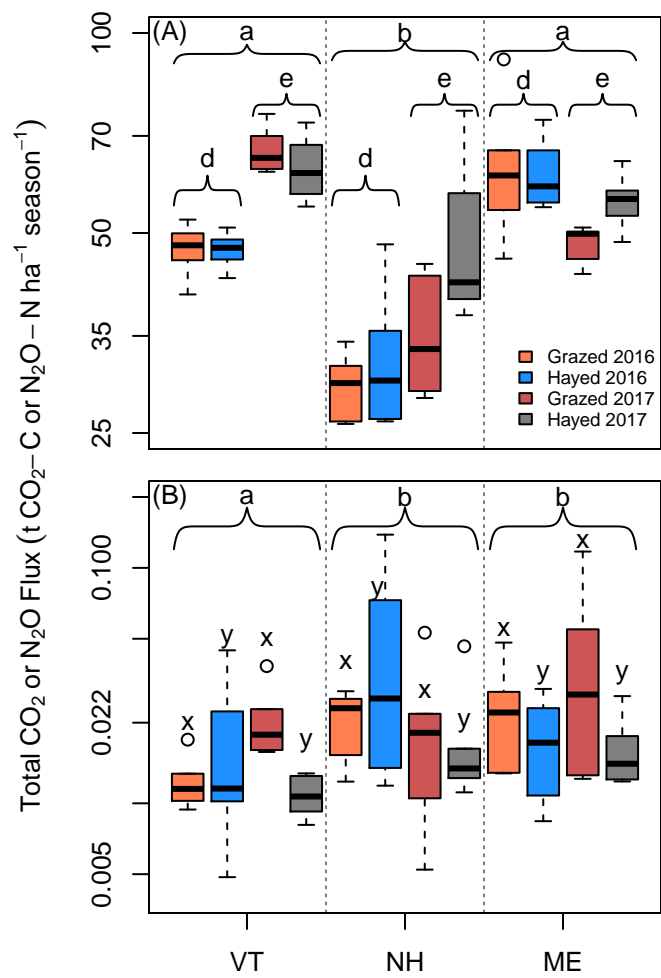 Total CO₂ or N₂O Flux (t CO₂–C or N₂O–N ha⁻¹ season⁻¹)
(A)
a b a
e e d e
d d
100
70
50
35
25
Grazed 2016
Hayed 2016
Grazed 2017
Hayed 2017
(B)
a b b
x y x y
x y x y
x y x y
0.100
0.022
0.005
VT NH ME